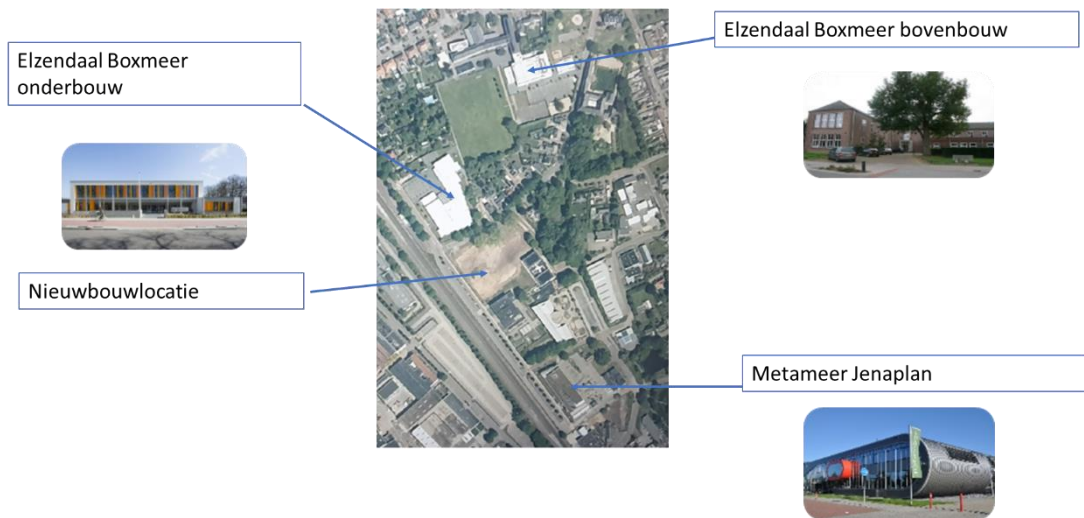 Elzendaal Boxmeer bovenbouw
Elzendaal Boxmeer
onderbouw
Nieuwbouwlocatie
Metameer Jenaplan